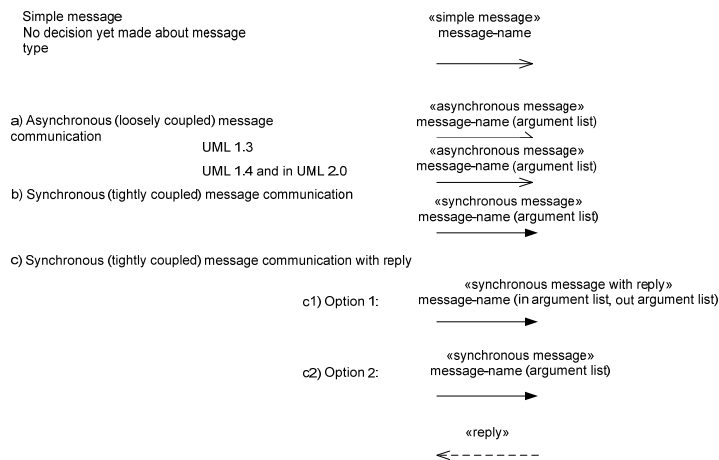 Simple message
No decision yet made about message
type
«simple message»
message-name
a) Asynchronous (loosely coupled) message
communication
«asynchronous message»
message-name (argument list)
UML 1.3
UML 1.4 and in UML 2.0
«asynchronous message»
message-name (argument list)
b) Synchronous (tightly coupled) message communication
«synchronous message»
message-name (argument list)
c) Synchronous (tightly coupled) message communication with reply
c1) Option 1:
«synchronous message with reply»
message-name (in argument list, out argument list)
c2) Option 2:
«synchronous message»
message-name (argument list)
«reply»